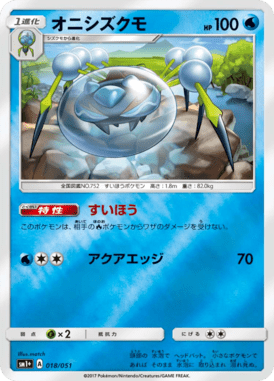 1進化 オニシズクモ HP100
シズクモから進化
全国図鑑No.752 すいほうポケモン 高さ:1.8m 重さ:82.0kg
特性 すいほう
このポケモンは、相手の ポケモンからワザのダメージを受けない。
アクアエッジ 70
弱点 ×2 抵抗力 にげる
Illus.match
sm1+ A 018/051
©2017 Pokémon/Nintendo/Creatures/GAME FREAK.